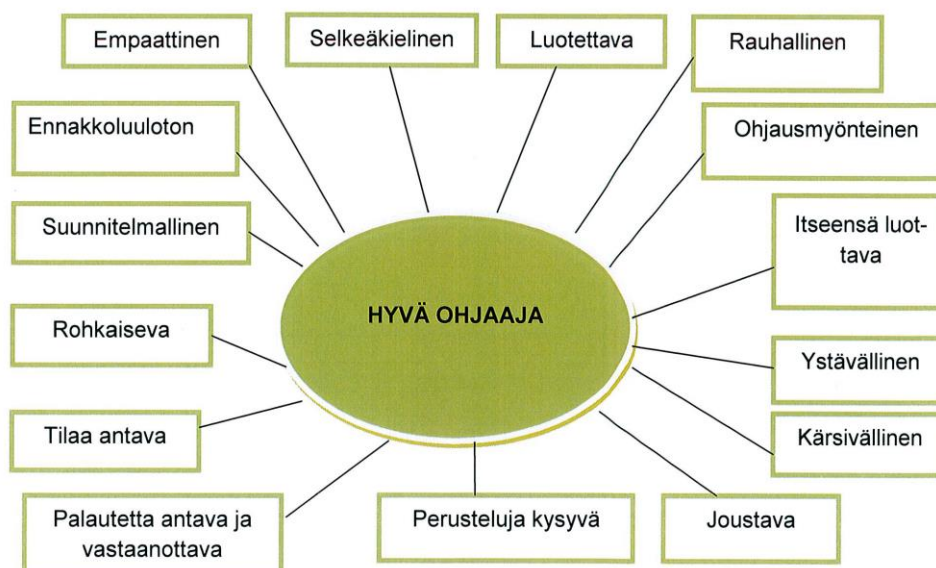 Empaattinen
Selkeäkielinen
Luotettava
Rauhallinen
Ennakkoluuloton
Ohjausmyönteinen
Suunnitelmallinen
Itseensä luot-
tava
HYVÄ OHJAAJA
Rohkaiseva
Ystävällinen
Tilaa antava
Kärsivällinen
Palautetta antava ja
vastaanottava
Perusteluja kysyvä
Joustava